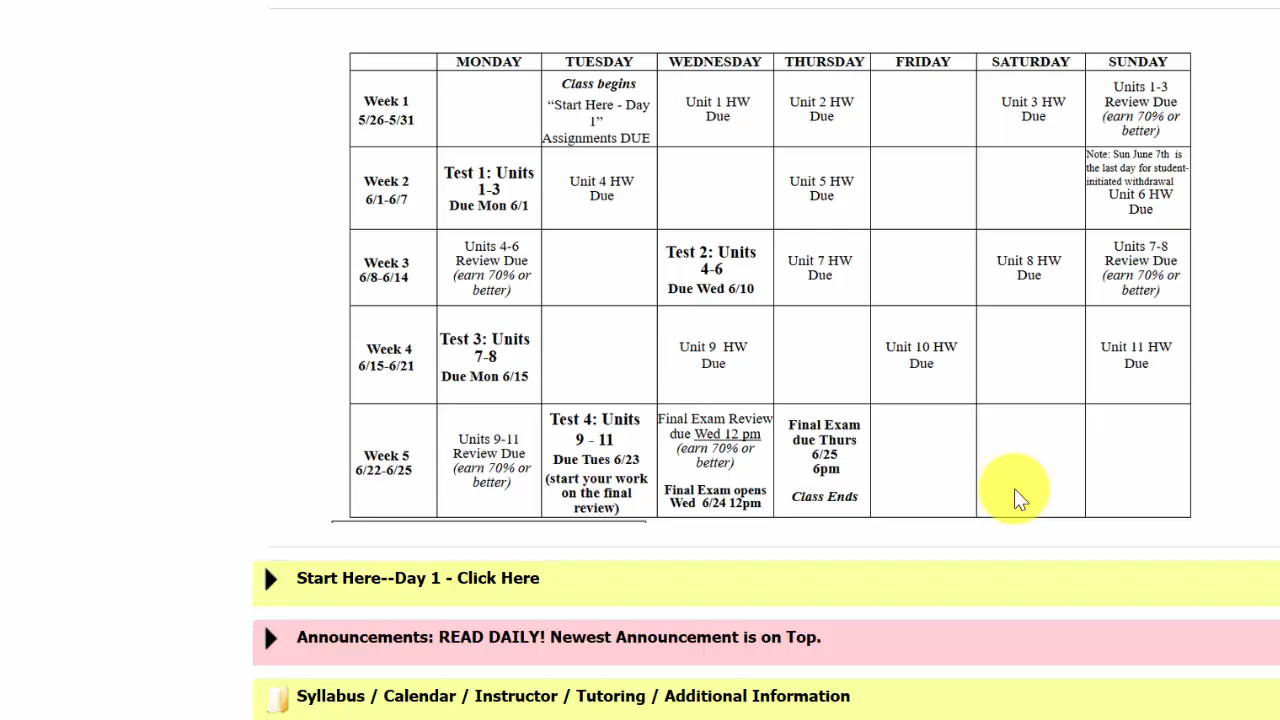 MONDAY TUESDAY WEDNESDAY THURSDAY FRIDAY SATURDAY SUNDAY
Week 1
5/26-5/31
Class begins
“Start Here - Day
1”
Assignments DUE
Unit 1 HW
Due
Unit 2 HW
Due
Unit 3 HW
Due
Units 1-3
Review Due
(earn 70% or
better)
Week 2
6/1-6/7
Test 1: Units
1-3
Due Mon 6/1
Unit 4 HW
Due
Unit 5 HW
Due
Note: Sun June 7th is
the last day for student-
initiated withdrawal
Unit 6 HW
Due
Week 3
6/8-6/14
Units 4-6
Review Due
(earn 70% or
better)
Test 2: Units
4-6
Due Wed 6/10
Unit 7 HW
Due
Unit 8 HW
Due
Units 7-8
Review Due
(earn 70% or
better)
Week 4
6/15-6/21
Test 3: Units
7-8
Due Mon 6/15
Unit 9 HW
Due
Unit 10 HW
Due
Unit 11 HW
Due
Week 5
6/22-6/25
Units 9-11
Review Due
(earn 70% or
better)
Test 4: Units
9 - 11
Due Tues 6/23
(start your work
on the final
review)
Final Exam Review
due Wed 12 pm
(earn 70% or
better)
Final Exam opens
Wed 6/24 12pm
Final Exam
due Thurs
6/25
6pm
Class Ends
Start Here--Day 1 - Click Here
Announcements: READ DAILY! Newest Announcement is on Top.
Syllabus / Calendar / Instructor / Tutoring / Additional Information